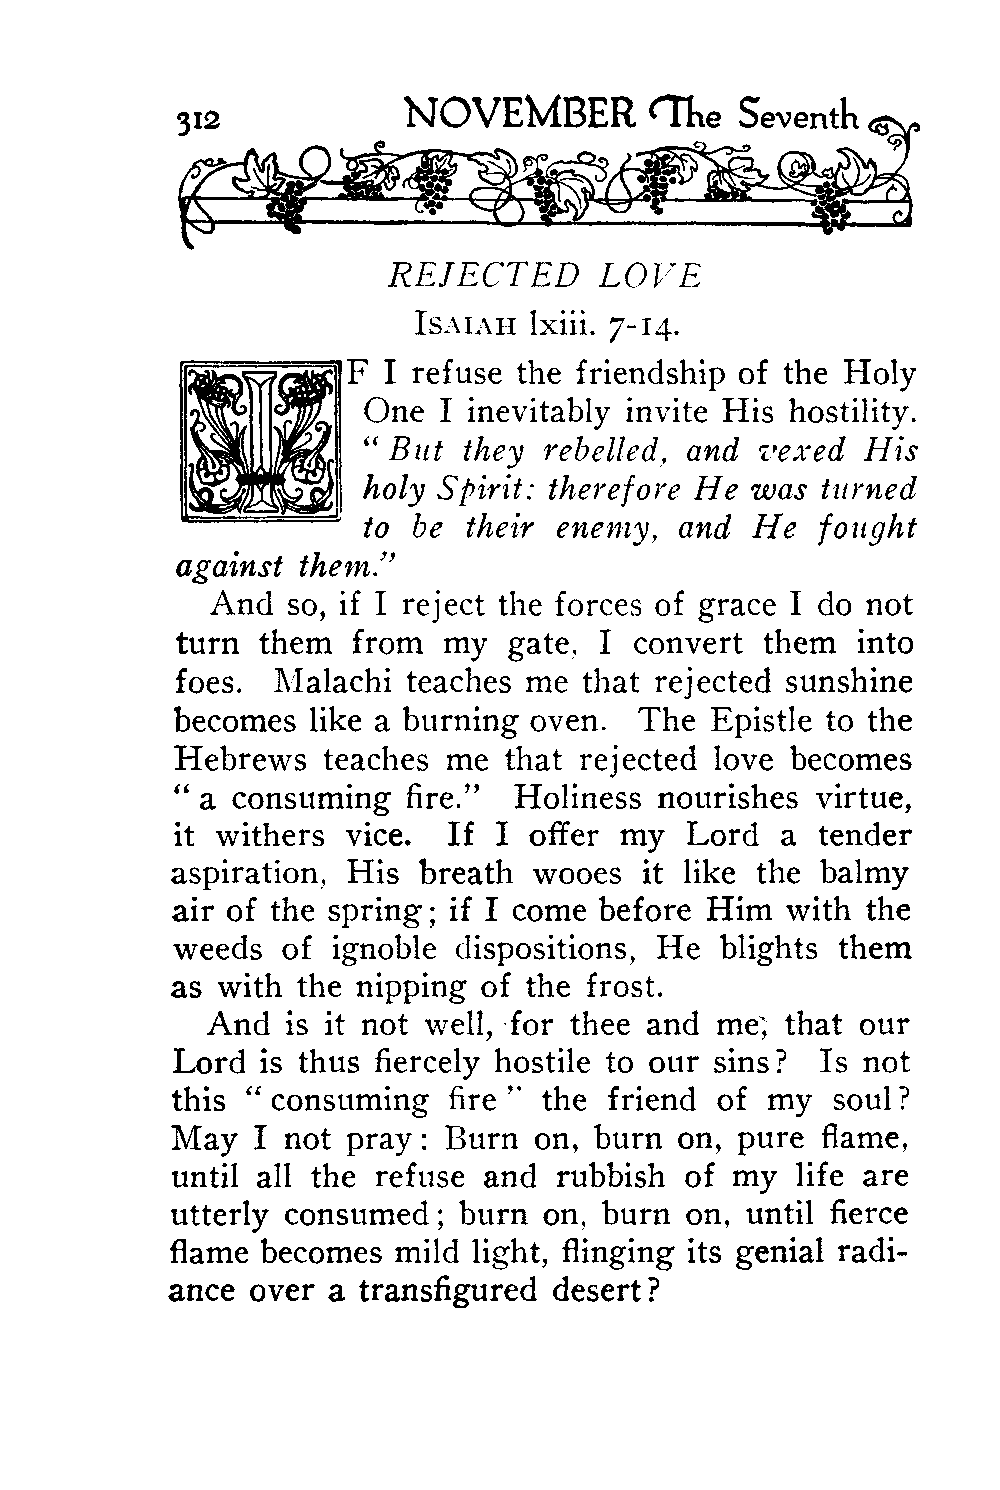 312 NOVEMBER The Seventh
REJECTED LOVE
ISAIAH lxiii. 7-14.
IF I refuse the friendship of the Holy
One I inevitably invite His hostility.
“ But they rebelled, and vexed His
holy Spirit: therefore He was turned
to be their enemy, and He fought
against them.”
And so, if I reject the forces of grace I do not
turn them from my gate, I convert them into
foes. Malachi teaches me that rejected sunshine
becomes like a burning oven. The Epistle to the
Hebrews teaches me that rejected love becomes
“ a consuming fire.” Holiness nourishes virtue,
it withers vice. If I offer my Lord a tender
aspiration, His breath wooes it like the balmy
air of the spring; if I come before Him with the
weeds of ignoble dispositions, He blights them
as with the nipping of the frost.
And is it not well, for thee and me, that our
Lord is thus fiercely hostile to our sins? Is not
this “ consuming fire ” the friend of my soul?
May I not pray: Burn on, burn on, pure flame,
until all the refuse and rubbish of my life are
utterly consumed; burn on, burn on, until fierce
flame becomes mild light, flinging its genial radi-
ance over a transfigured desert?